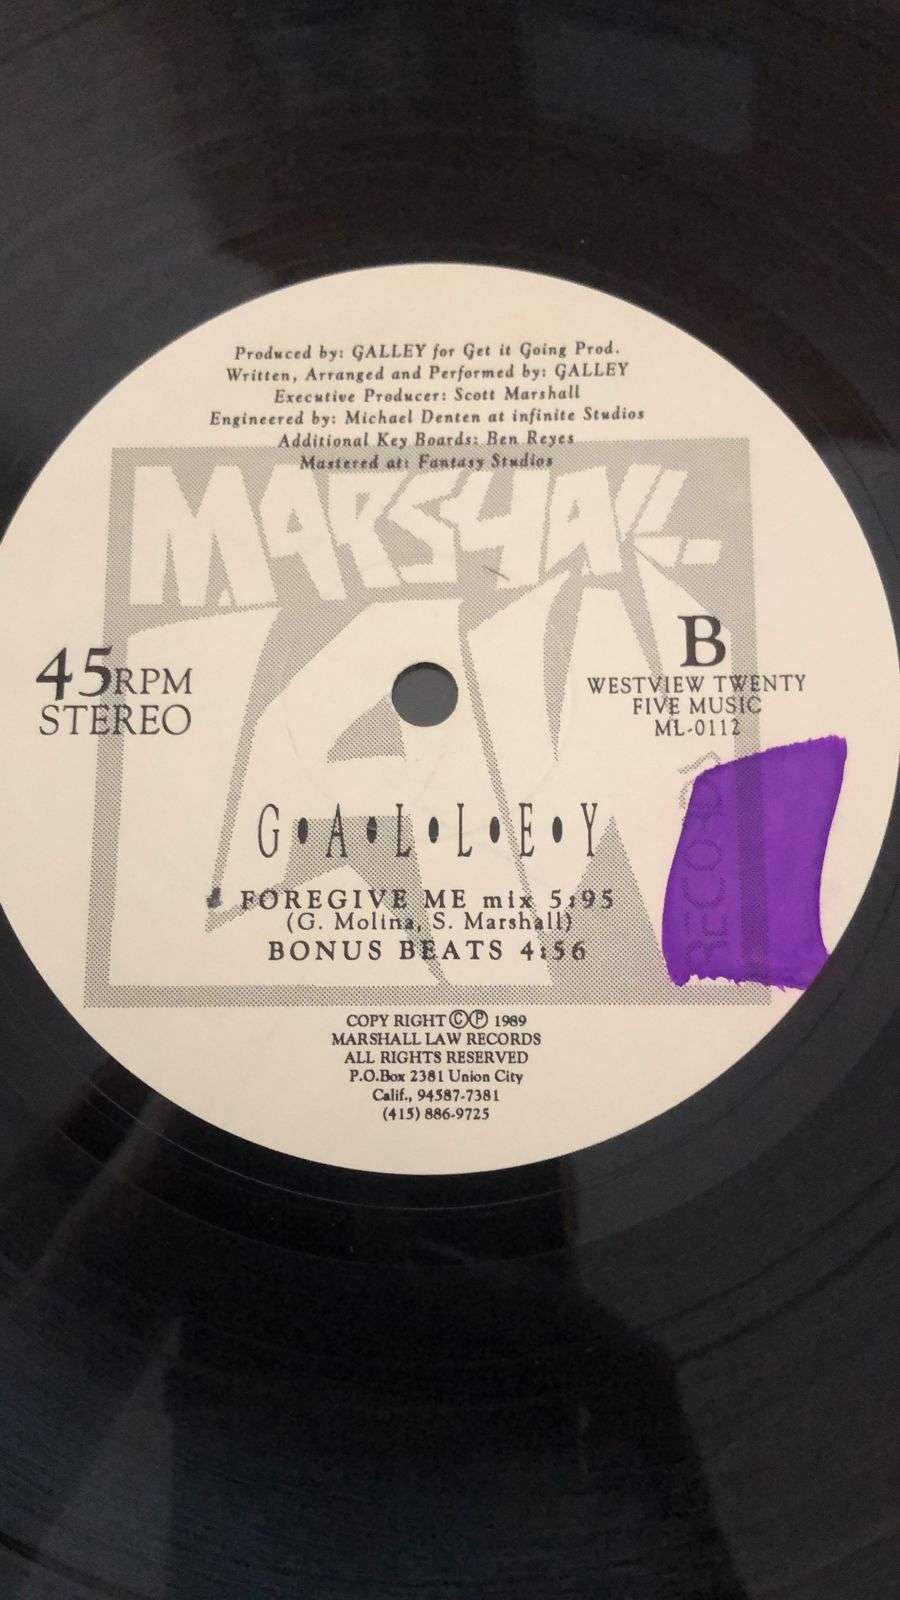 Produced by: GALLEY for Get it Going Prod.
Written, Arranged and Performed by: GALLEY
Executive Producer: Scott Marshall
Engineered by: Michael Denten at infinite Studios
Additional Key Boards: Ben Reyes
Mastered at: Fantasy Studios
MARSHALL
LAW
RECORDS
45RPM
STEREO
B
WESTVIEW TWENTY
FIVE MUSIC
ML-0112
G•A•L•L•E•Y
FOREGIVE ME mix 5:95
(G. Molina, S. Marshall)
BONUS BEATS 4:56
COPY RIGHT ©℗ 1989
MARSHALL LAW RECORDS
ALL RIGHTS RESERVED
P.O.Box 2381 Union City
Calif., 94587-7381
(415) 886-9725